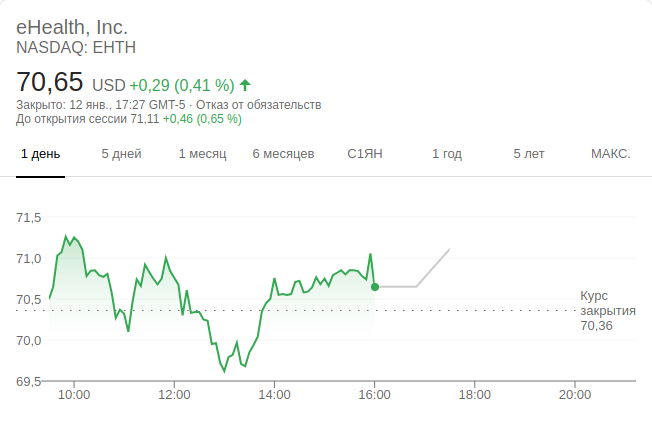 eHealth, Inc.
NASDAQ: EHTH
70,65 USD +0,29 (0,41 %)
Закрыто: 12 янв., 17:27 GMT-5 · Отказ от обязательств
До открытия сессии 71,11 +0,46 (0,65 %)
1 день 5 дней 1 месяц 6 месяцев С1ЯН 1 год 5 лет МАКС.
71,5
71,0
70,5
70,0
69,5
Курс
закрытия
70,36
10:00 12:00 14:00 16:00 18:00 20:00